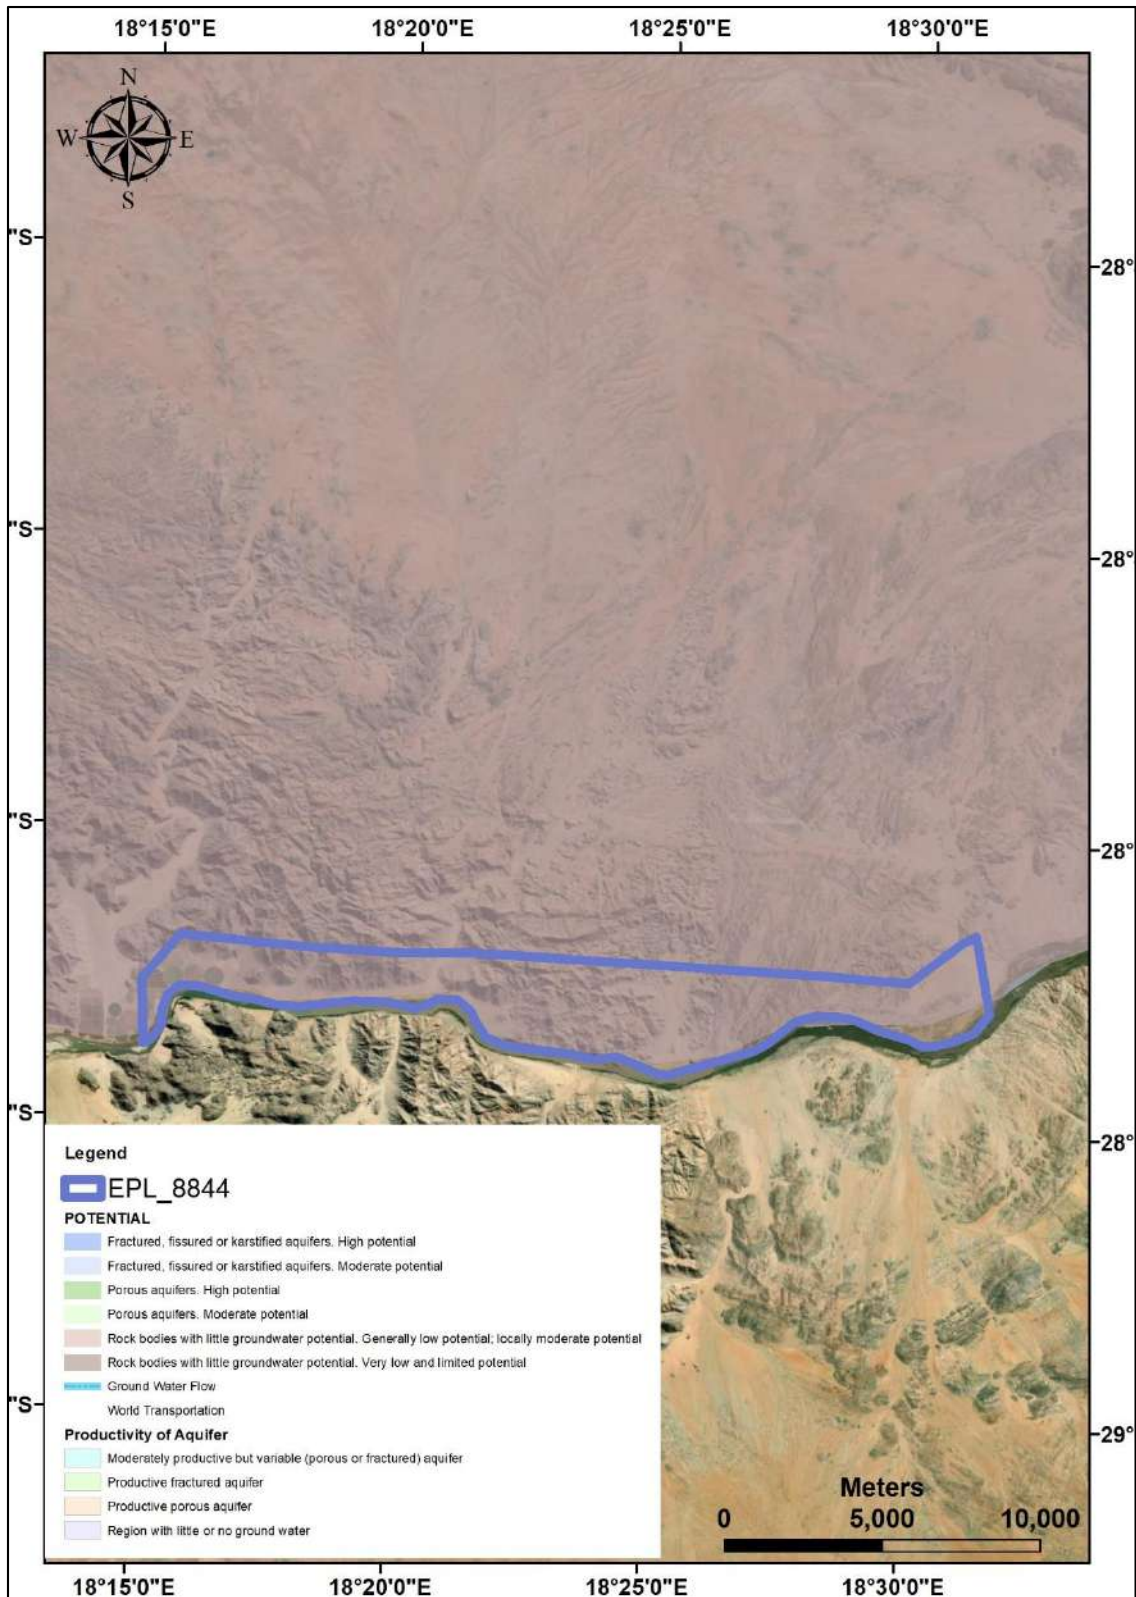 18°15'0"E 18°20'0"E 18°25'0"E 18°30'0"E
N
W E
S
"S
28°
"S
28°
"S
28°
"S
28°
"S
29°
Legend
EPL_8844
POTENTIAL
Fractured, fissured or karstified aquifers. High potential
Fractured, fissured or karstified aquifers. Moderate potential
Porous aquifers. High potential
Porous aquifers. Moderate potential
Rock bodies with little groundwater potential. Generally low potential; locally moderate potential
Rock bodies with little groundwater potential. Very low and limited potential
Ground Water Flow
World Transportation
Productivity of Aquifer
Moderately productive but variable (porous or fractured) aquifer
Productive fractured aquifer
Productive porous aquifer
Region with little or no ground water
Meters
0 5,000 10,000
18°15'0"E 18°20'0"E 18°25'0"E 18°30'0"E